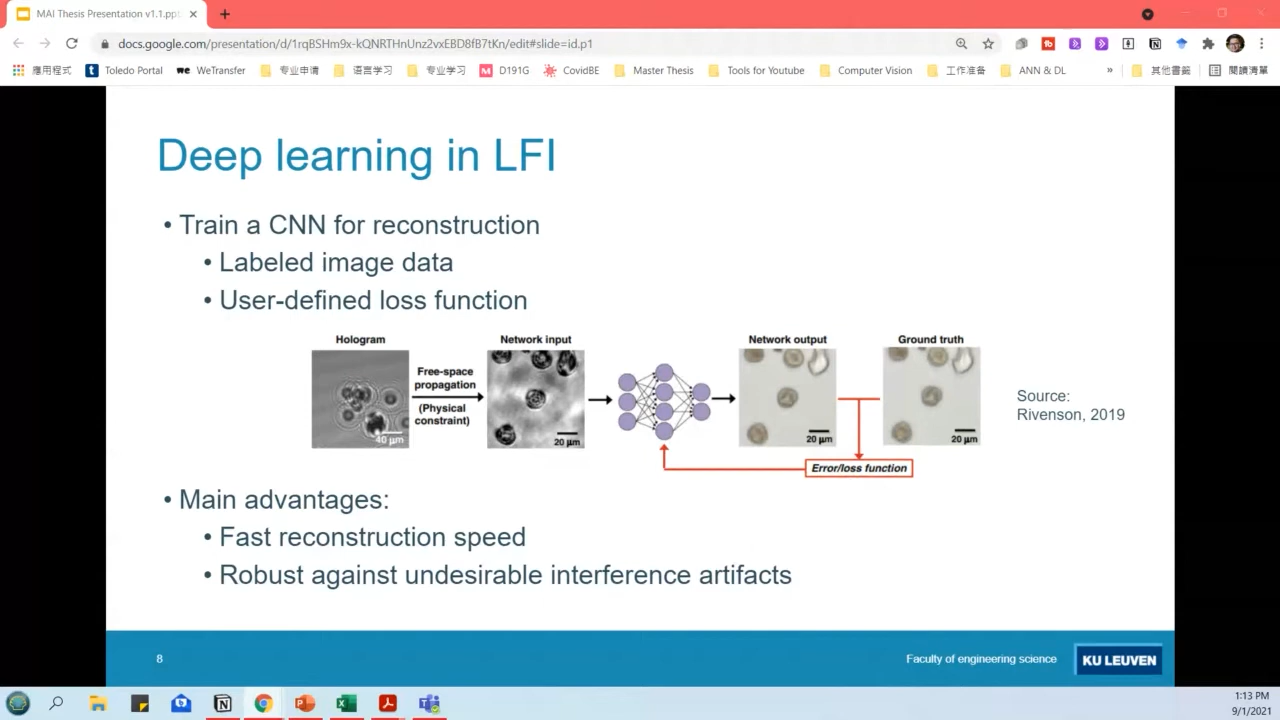 MAI Thesis Presentation v1.1.pp
docs.google.com/presentation/d/1rqBSHm9x-kQNRTHnUnz2vxEBD8fB7tKn/edit#slide=id.p1
應用程式 Toledo Portal WeTransfer 专业申请 语言学习 专业学习 D191G CovidBE Master Thesis Tools for Youtube Computer Vision 工作准备 ANN & DL » 其他書籤 閱讀清單
Deep learning in LFI
• Train a CNN for reconstruction
• Labeled image data
• User-defined loss function
Hologram
Network input
Network output
Ground truth
Free-space
propagation
(Physical
constraint)
40 µm
20 µm
20 µm
20 µm
Error/loss function
Source:
Rivenson, 2019
• Main advantages:
• Fast reconstruction speed
• Robust against undesirable interference artifacts
8
Faculty of engineering science
KU LEUVEN
1:13 PM
9/1/2021